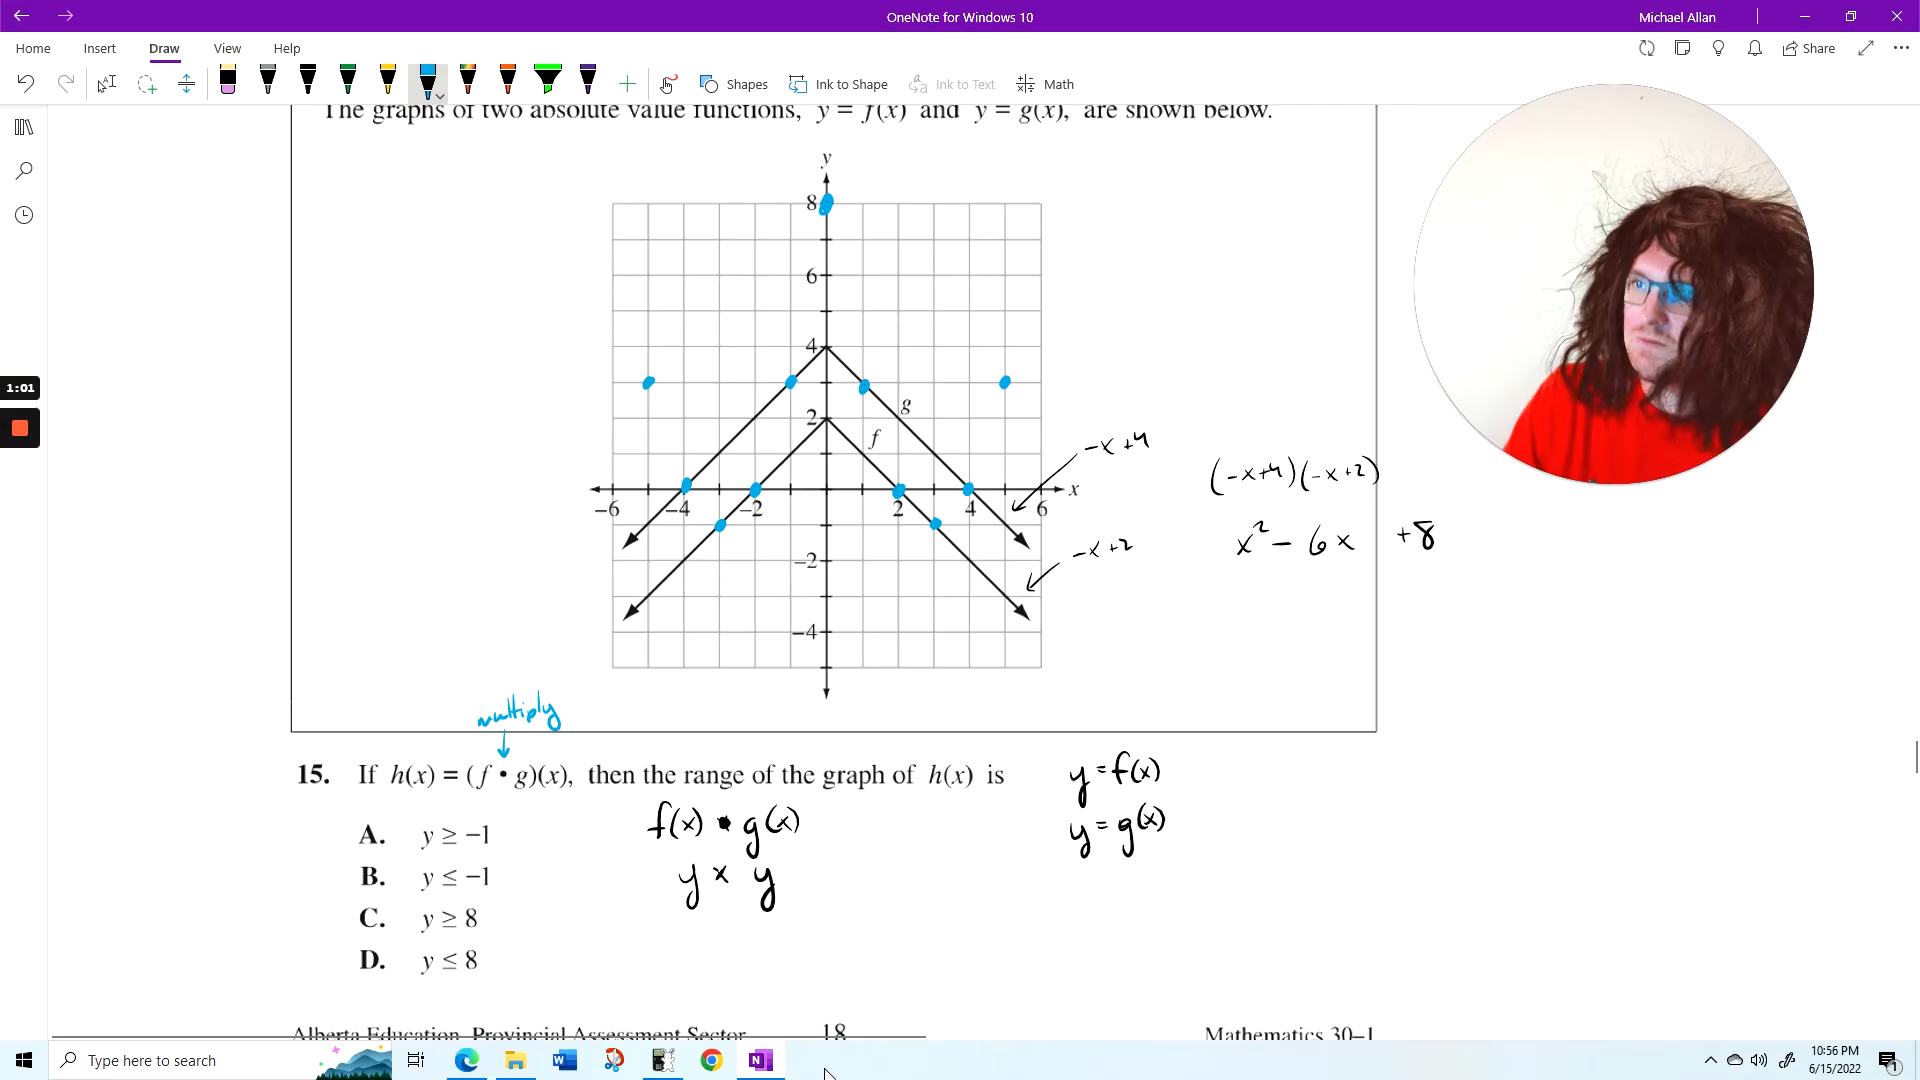 OneNote for Windows 10
Michael Allan
Home Insert Draw View Help
Share
Shapes Ink to Shape Ink to Text Math
The graphs of two absolute value functions, y = f(x) and y = g(x), are shown below.
y
8
6
4
2
g
f
-x+4
(-x+4)(-x+2)
x
−6 −4 −2 2 4 6
x² - 6x + 8
-x+2
−2
−4
1:01
multiply
15. If h(x) = (f • g)(x), then the range of the graph of h(x) is
y = f(x)
y = g(x)
f(x) • g(x)
y x y
A. y ≥ −1
B. y ≤ −1
C. y ≥ 8
D. y ≤ 8
Alberta Education, Provincial Assessment Sector 18 Mathematics 30–1
Type here to search
10:56 PM
6/15/2022
1